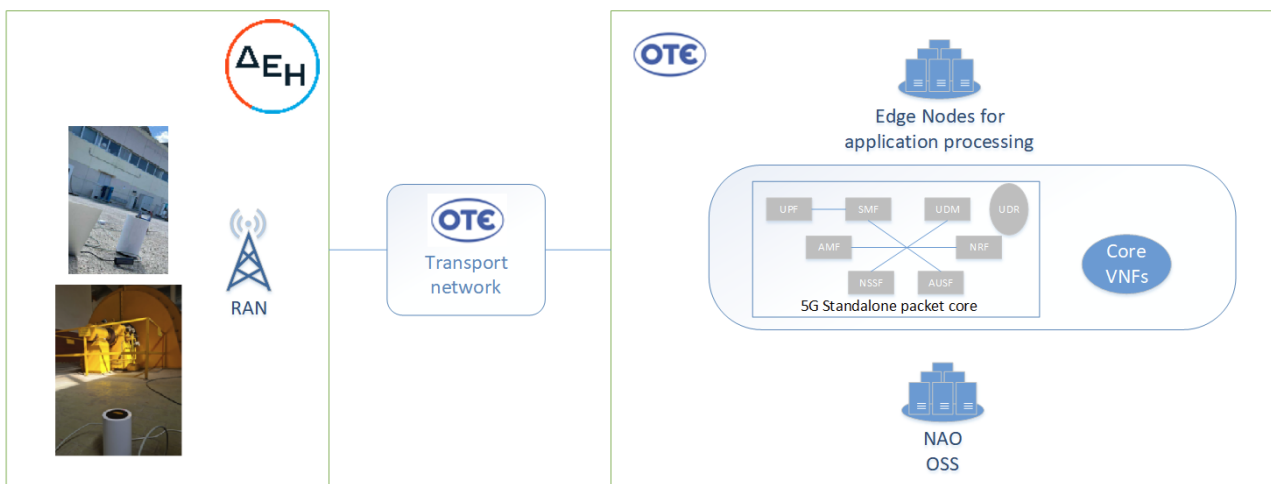 ΔΕΗ
RAN
OTE
Transport
network
OTE
Edge Nodes for
application processing
UPF
SMF
UDM
UDR
AMF
NRF
NSSF
AUSF
5G Standalone packet core
Core
VNFs
NAO
OSS